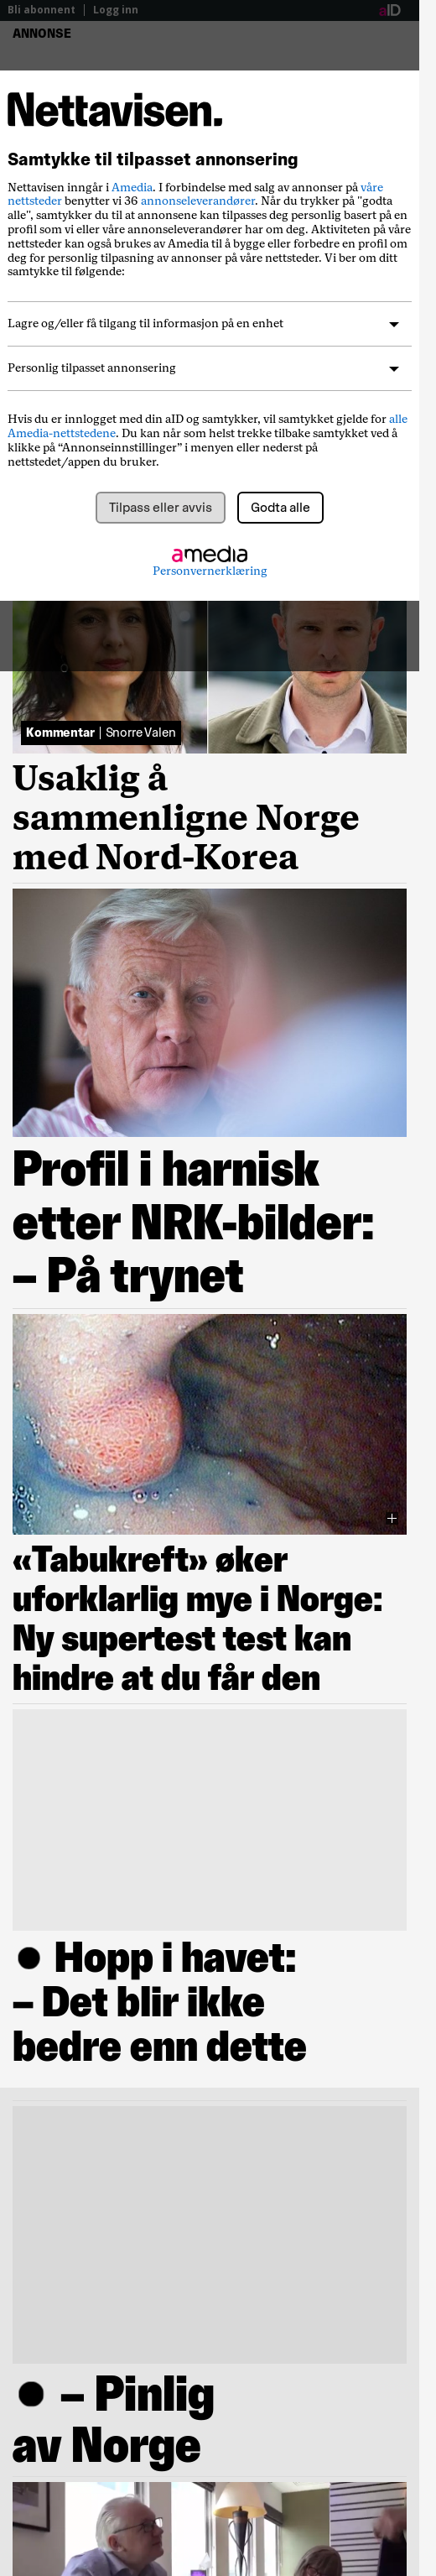 Bli abonnent | Logg inn
aID
ANNONSE
Nettavisen.
Samtykke til tilpasset annonsering
Nettavisen inngår i Amedia. I forbindelse med salg av annonser på våre
nettsteder benytter vi 36 annonseleverandører. Når du trykker på "godta
alle", samtykker du til at annonsene kan tilpasses deg personlig basert på en
profil som vi eller våre annonseleverandører har om deg. Aktiviteten på våre
nettsteder kan også brukes av Amedia til å bygge eller forbedre en profil om
deg for personlig tilpasning av annonser på våre nettsteder. Vi ber om ditt
samtykke til følgende:
Lagre og/eller få tilgang til informasjon på en enhet
Personlig tilpasset annonsering
Hvis du er innlogget med din aID og samtykker, vil samtykket gjelde for alle
Amedia-nettstedene. Du kan når som helst trekke tilbake samtykket ved å
klikke på “Annonseinnstillinger” i menyen eller nederst på
nettstedet/appen du bruker.
Tilpass eller avvis
Godta alle
amedia
Personvernerklæring
Kommentar | Snorre Valen
Usaklig å
sammenligne Norge
med Nord-Korea
Profil i harnisk
etter NRK-bilder:
– På trynet
«Tabukreft» øker
uforklarlig mye i Norge:
Ny supertest test kan
hindre at du får den
● Hopp i havet:
– Det blir ikke
bedre enn dette
● – Pinlig
av Norge